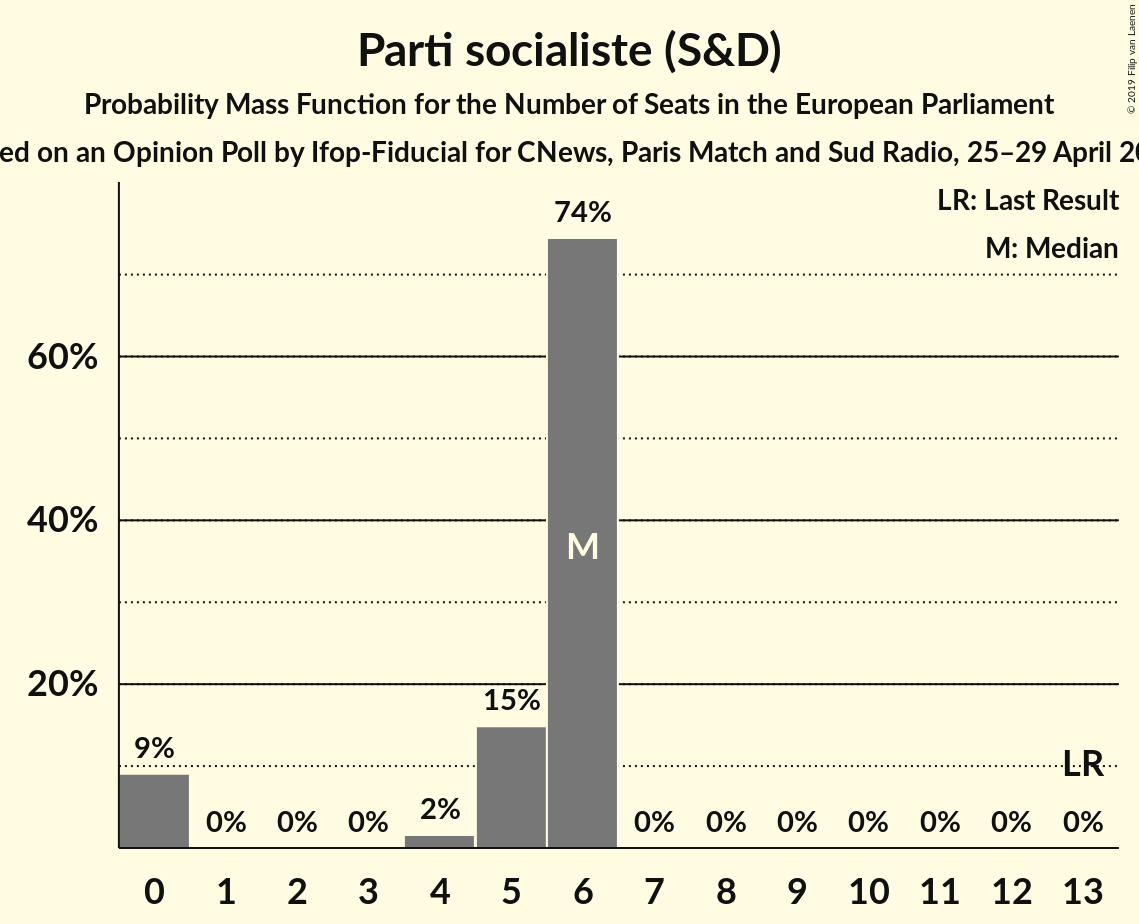 Parti socialiste (S&D)
Probability Mass Function for the Number of Seats in the European Parliament
on an Opinion Poll by Ifop-Fiducial for CNews, Paris Match and Sud Radio, 25–29 April
© 2019 Filip van Laenen
LR: Last Result
M: Median
74%
60%
40%
M
20%
15%
9%
LR
2%
0% 0% 0% 0% 0% 0% 0% 0% 0% 0%
0 1 2 3 4 5 6 7 8 9 10 11 12 13